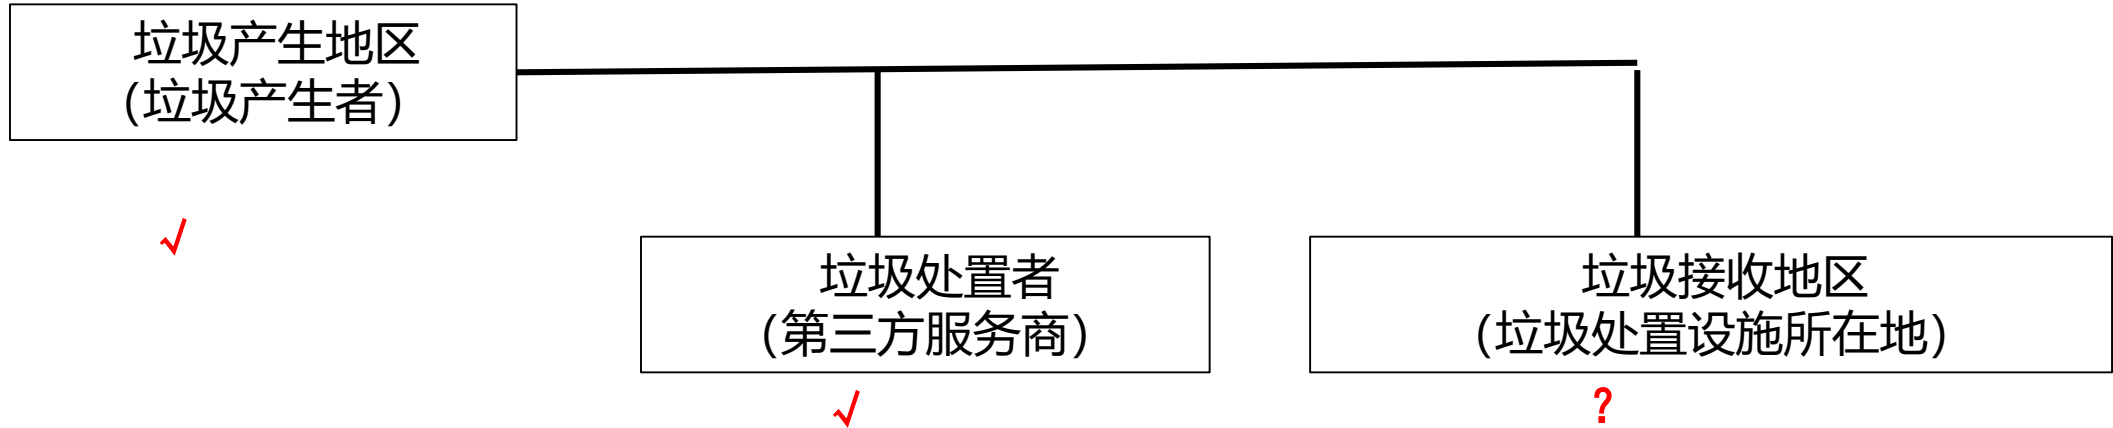 垃圾产生地区
(垃圾产生者)
√
垃圾处置者
(第三方服务商)
√
垃圾接收地区
(垃圾处置设施所在地)
?